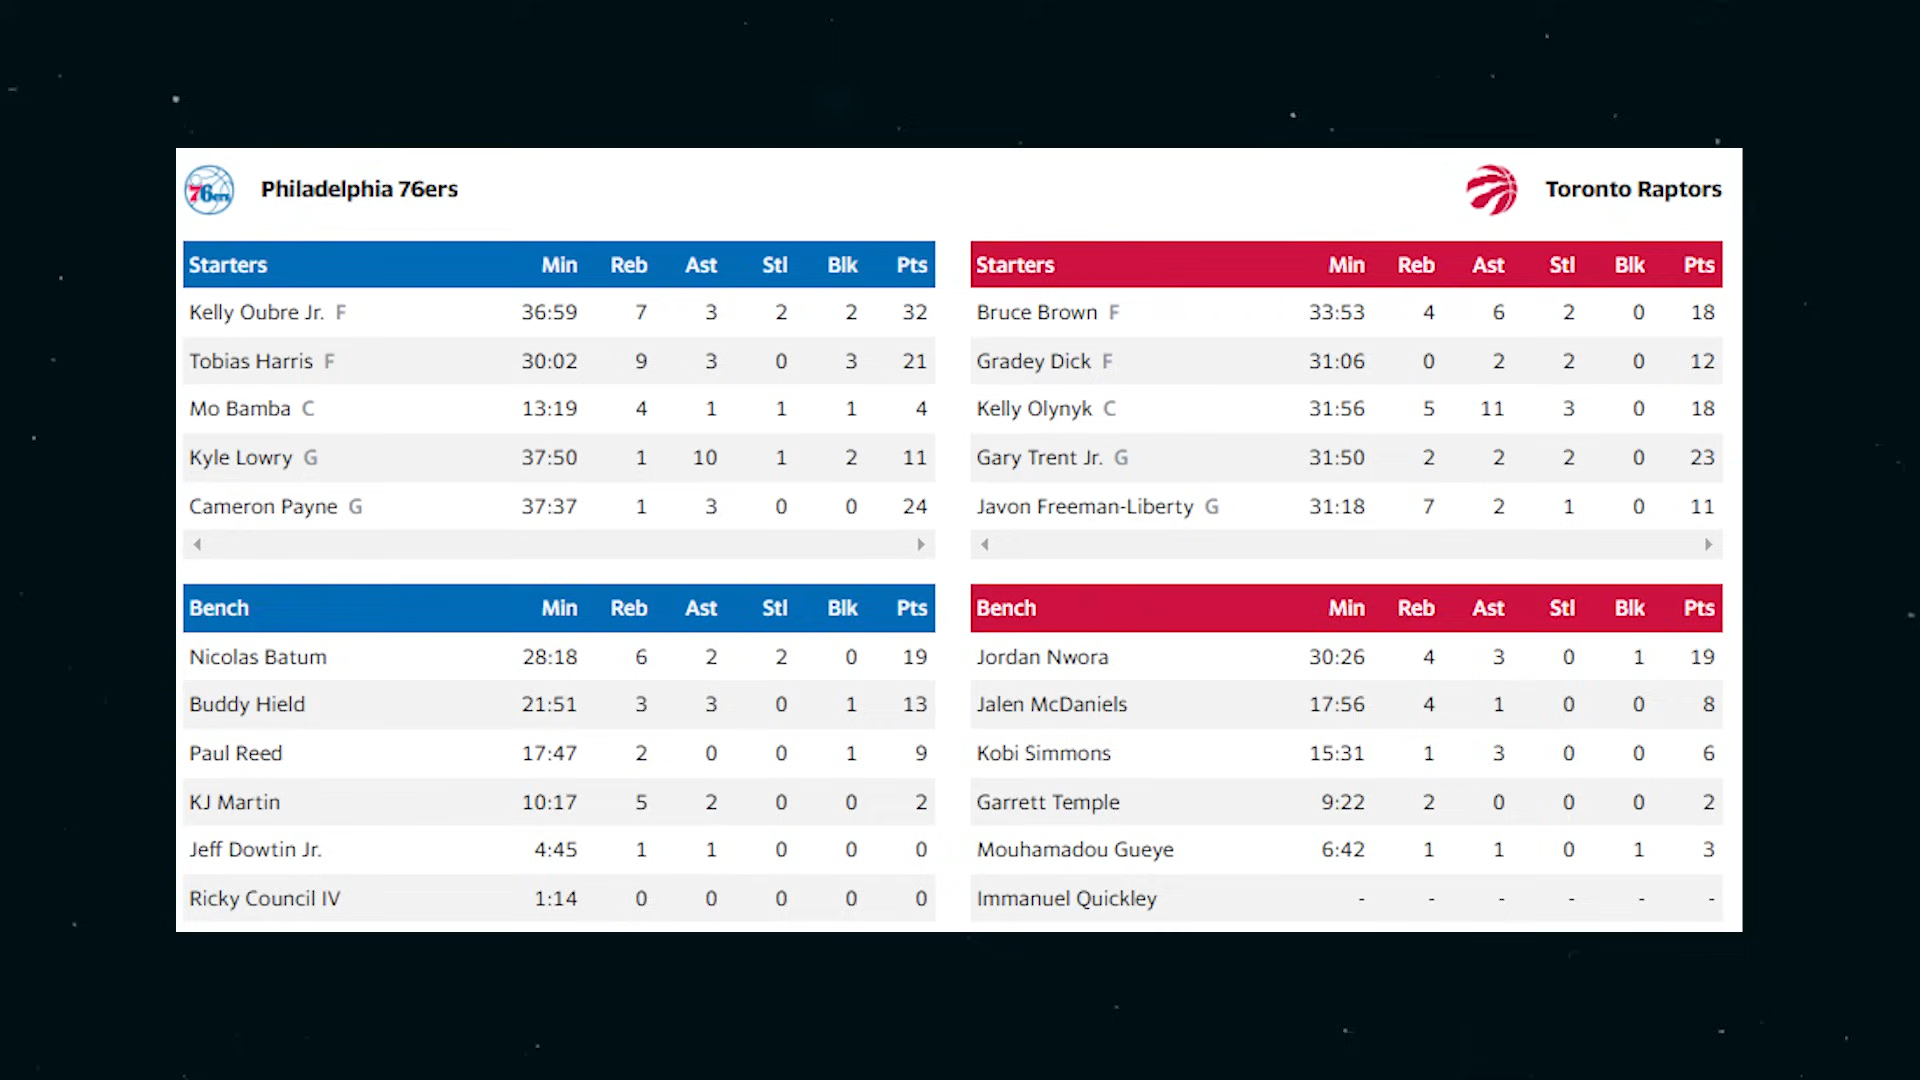 76ers
Philadelphia 76ers
Toronto Raptors
Starters Min Reb Ast Stl Blk Pts
Kelly Oubre Jr. F 36:59 7 3 2 2 32
Tobias Harris F 30:02 9 3 0 3 21
Mo Bamba C 13:19 4 1 1 1 4
Kyle Lowry G 37:50 1 10 1 2 11
Cameron Payne G 37:37 1 3 0 0 24
Bench Min Reb Ast Stl Blk Pts
Nicolas Batum 28:18 6 2 2 0 19
Buddy Hield 21:51 3 3 0 1 13
Paul Reed 17:47 2 0 0 1 9
KJ Martin 10:17 5 2 0 0 2
Jeff Dowtin Jr. 4:45 1 1 0 0 0
Ricky Council IV 1:14 0 0 0 0 0
Starters Min Reb Ast Stl Blk Pts
Bruce Brown F 33:53 4 6 2 0 18
Gradey Dick F 31:06 0 2 2 0 12
Kelly Olynyk C 31:56 5 11 3 0 18
Gary Trent Jr. G 31:50 2 2 2 0 23
Javon Freeman-Liberty G 31:18 7 2 1 0 11
Bench Min Reb Ast Stl Blk Pts
Jordan Nwora 30:26 4 3 0 1 19
Jalen McDaniels 17:56 4 1 0 0 8
Kobi Simmons 15:31 1 3 0 0 6
Garrett Temple 9:22 2 0 0 0 2
Mouhamadou Gueye 6:42 1 1 0 1 3
Immanuel Quickley - - - - - -